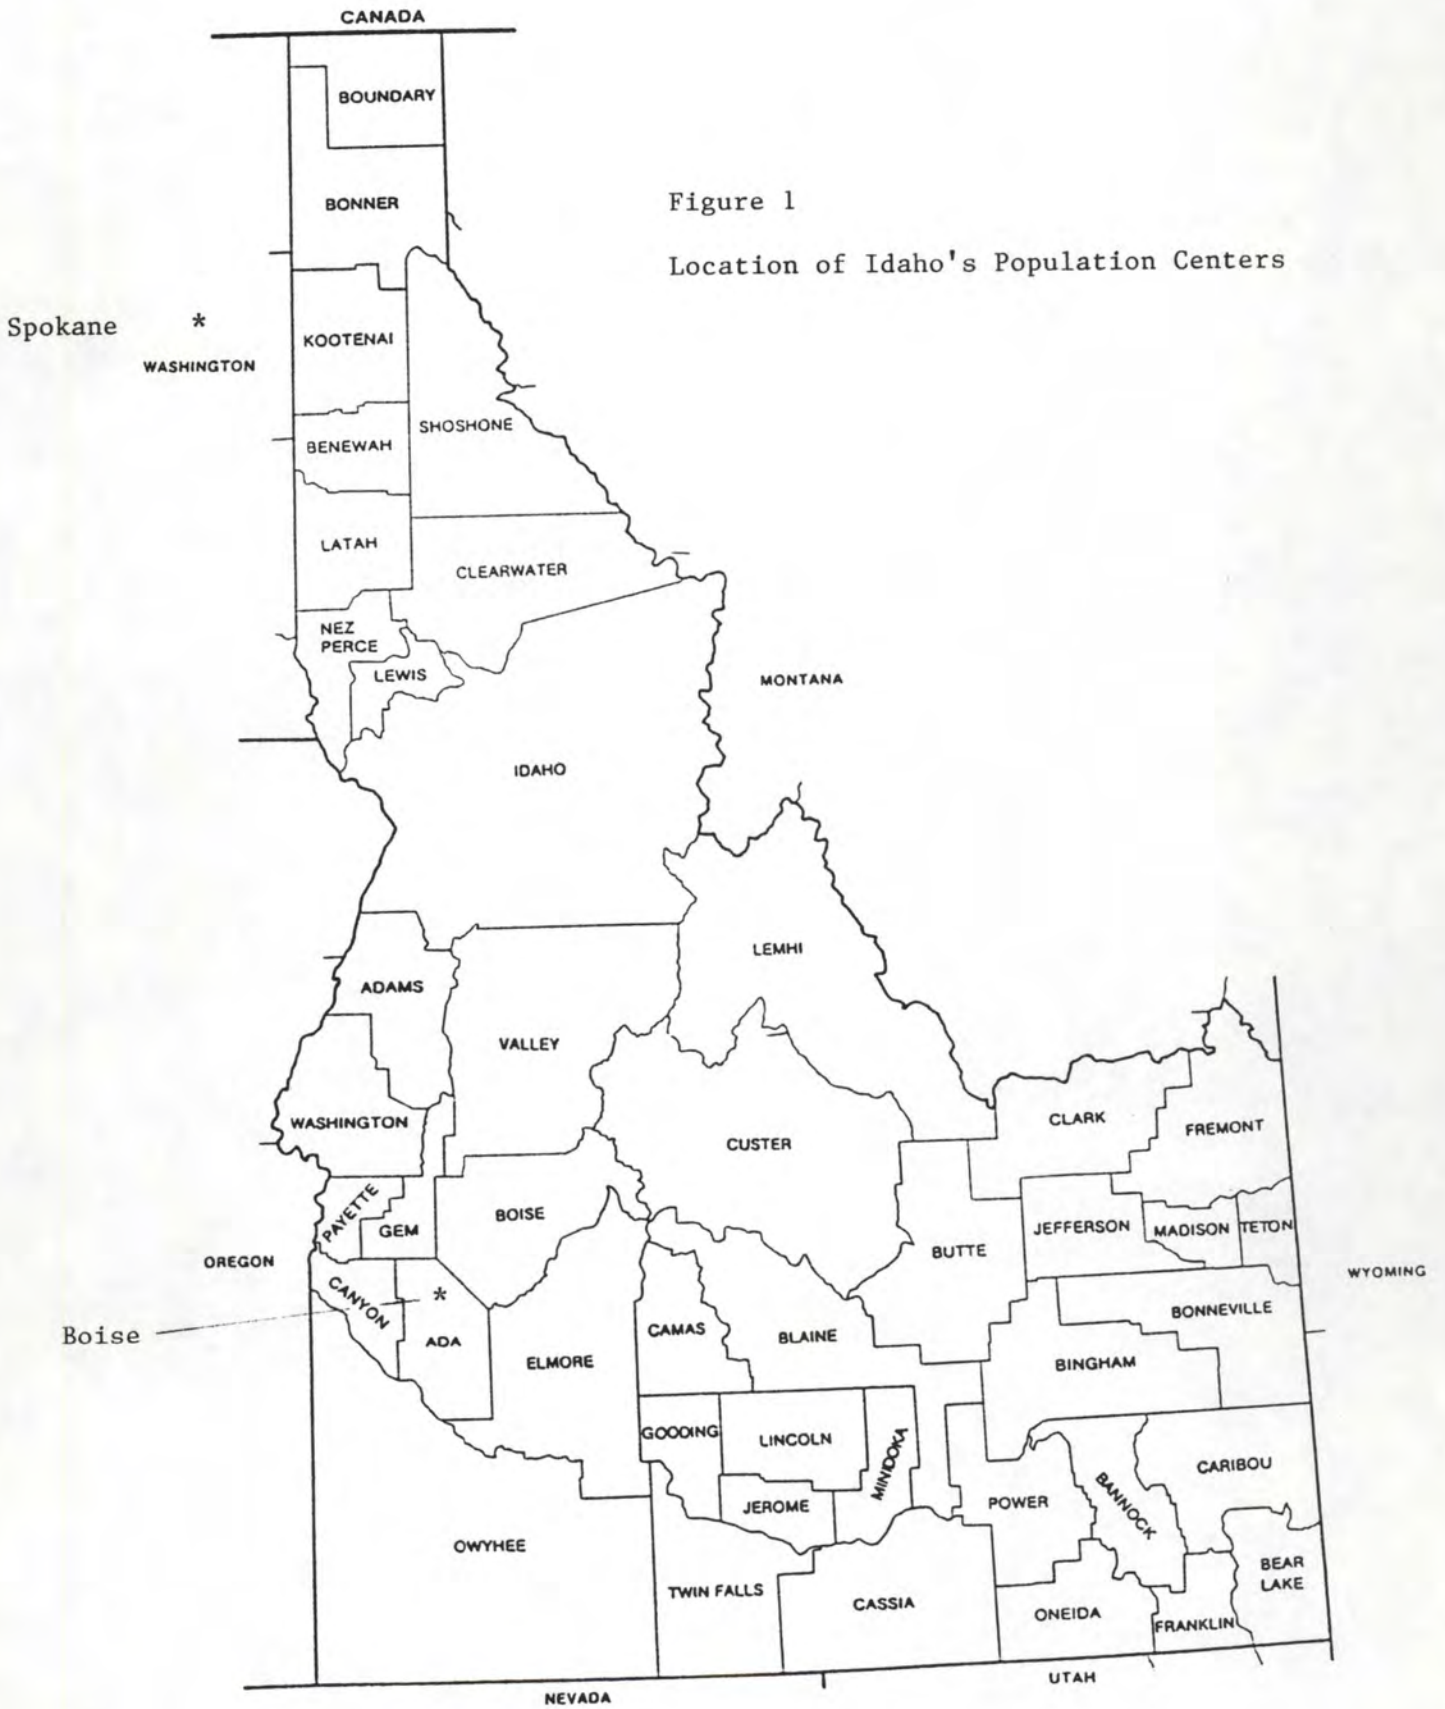 CANADA
BOUNDARY
BONNER
Figure 1
Location of Idaho's Population Centers
Spokane *
WASHINGTON
KOOTENAI
SHOSHONE
BENEWAH
LATAH
CLEARWATER
NEZ
PERCE
LEWIS
MONTANA
IDAHO
LEMHI
ADAMS
VALLEY
WASHINGTON
CUSTER
CLARK
FREMONT
PAYETTE
GEM
BOISE
BUTTE
JEFFERSON
MADISON
TETON
OREGON
WYOMING
CANYON
*
Boise
ADA
ELMORE
CAMAS
BLAINE
BONNEVILLE
BINGHAM
GOODING
LINCOLN
MINIDOKA
JEROME
POWER
BANNOCK
CARIBOU
OWYHEE
TWIN FALLS
CASSIA
ONEIDA
FRANKLIN
BEAR
LAKE
NEVADA
UTAH